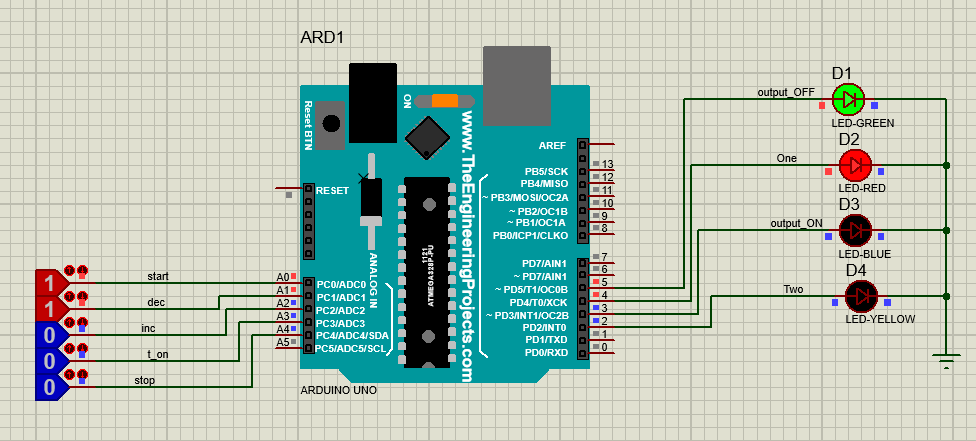 ARD1
Reset BTN
ON
www.TheEngineeringProjects.com
RESET
AREF
PB5/SCK
13
PB4/MISO
12
~ PB3/MOSI/OC2A
11
~ PB2/OC1B
10
~ PB1/OC1A
9
PB0/ICP1/CLKO
8
PD7/AIN1
7
~ PD7/AIN1
6
~ PD5/T1/OC0B
5
PD4/T0/XCK
4
~ PD3/INT1/OC2B
3
PD2/INT0
2
PD1/TXD
1
PD0/RXD
0
ANALOG IN
ATMEGA328P-PU
1121
A0
PC0/ADC0
A1
PC1/ADC1
A2
PC2/ADC2
A3
PC3/ADC3
A4
PC4/ADC4/SDA
A5
PC5/ADC5/SCL
ARDUINO UNO
1
start
1
dec
0
inc
0
t_on
0
stop
output_OFF
D1
LED-GREEN
One
D2
LED-RED
output_ON
D3
LED-BLUE
Two
D4
LED-YELLOW